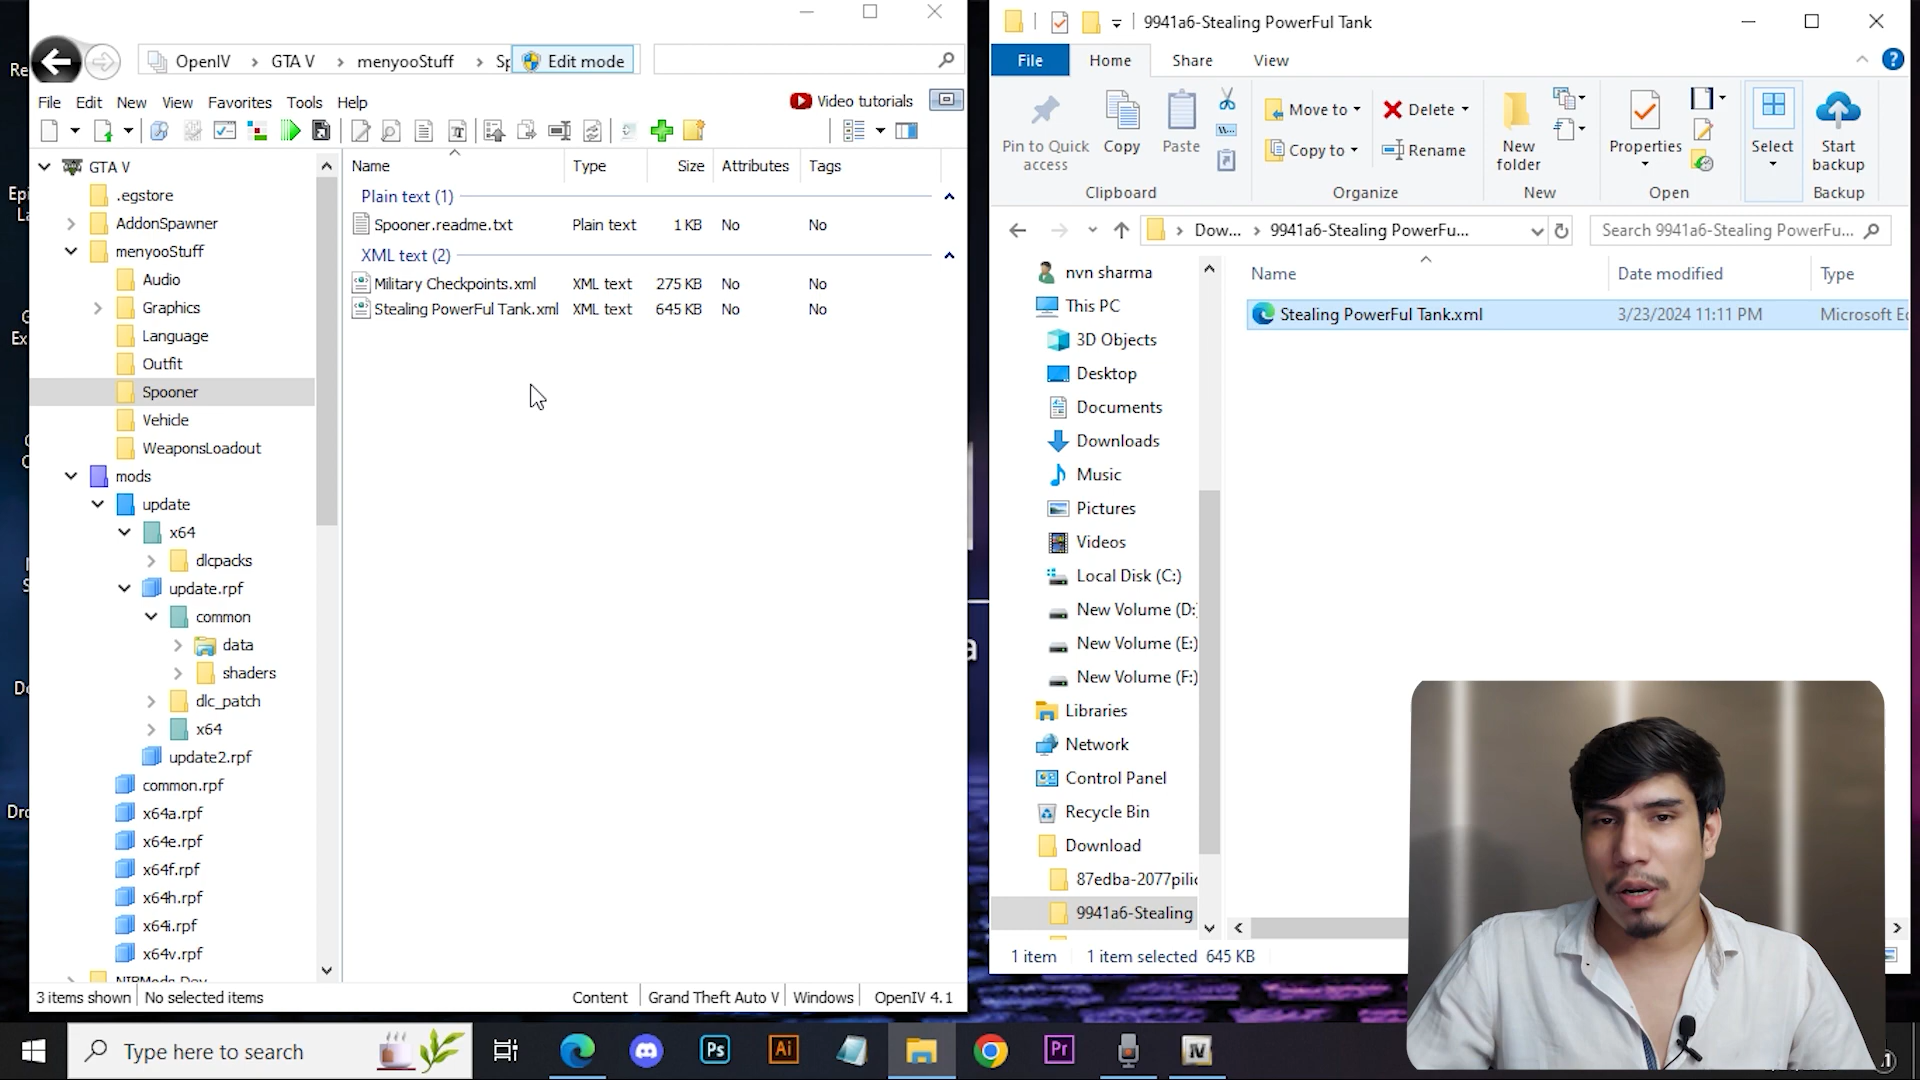 9941a6-Stealing PowerFul Tank
OpenIV › GTA V › menyooStuff › Sp Edit mode
File Home Share View
File Edit New View Favorites Tools Help
Video tutorials
Pin to Quick access
Copy
Paste
Move to
Copy to
Delete
Rename
New folder
Properties
Select
Start backup
Clipboard
Organize
New
Open
Backup
Dow... › 9941a6-Stealing PowerFu...
Search 9941a6-Stealing PowerFu...
GTA V
.egstore
AddonSpawner
menyooStuff
Audio
Graphics
Language
Outfit
Spooner
Vehicle
WeaponsLoadout
mods
update
x64
dlcpacks
update.rpf
common
data
shaders
dlc_patch
x64
update2.rpf
common.rpf
x64a.rpf
x64e.rpf
x64f.rpf
x64h.rpf
x64i.rpf
x64v.rpf
Name Type Size Attributes Tags
Plain text (1)
Spooner.readme.txt Plain text 1 KB No No
XML text (2)
Military Checkpoints.xml XML text 275 KB No No
Stealing PowerFul Tank.xml XML text 645 KB No No
3 items shown No selected items Content Grand Theft Auto V Windows OpenIV 4.1
nvn sharma
This PC
3D Objects
Desktop
Documents
Downloads
Music
Pictures
Videos
Local Disk (C:)
New Volume (D:)
New Volume (E:)
New Volume (F:)
Libraries
Network
Control Panel
Recycle Bin
Download
87edba-2077pili
9941a6-Stealing
Name Date modified Type
Stealing PowerFul Tank.xml 3/23/2024 11:11 PM Microsoft Ed
1 item 1 item selected 645 KB
Type here to search
Ps
Ai
Pr
IV